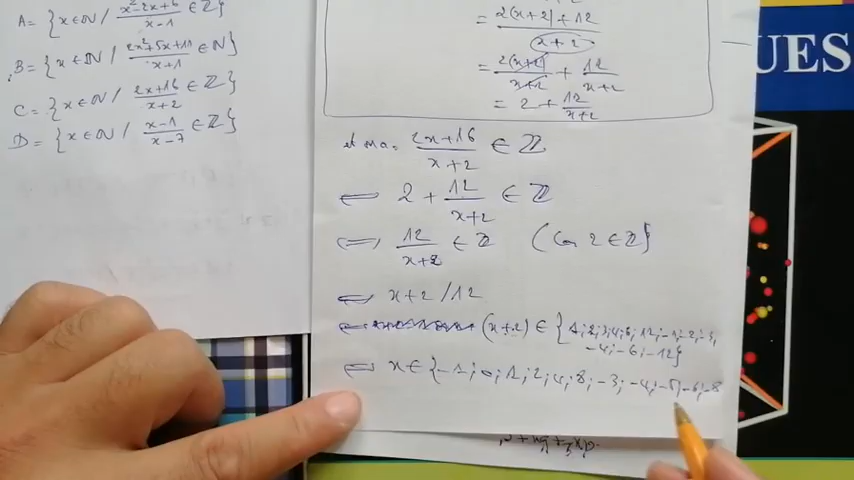 A = {x ∈ ℕ / x²-2x+6 / x-1 ∈ ℤ}
B = {x ∈ ℕ / 2x²+5x+11 / x+1 ∈ ℕ}
C = {x ∈ ℕ / 2x+16 / x+2 ∈ ℤ}
D = {x ∈ ℕ / x-1 / x-7 ∈ ℤ}
= 2(x+2)+12 / x+2
= 2(x+2) / x+2 + 12 / x+2
= 2 + 12 / x+2
et on a: 2x+16 / x+2 ∈ ℤ
⟺ 2 + 12 / x+2 ∈ ℤ
⟺ 12 / x+2 ∈ ℤ (Car 2 ∈ ℤ)
⟺ x+2 / 12
⟺ (x+2) ∈ {1; 2; 3; 4; 6; 12; -1; -2; -3;
-4; -6; -12}
⟺ x ∈ {-1; 0; 1; 2; 4; 8; -3; -4; -5; -6; -8
UES